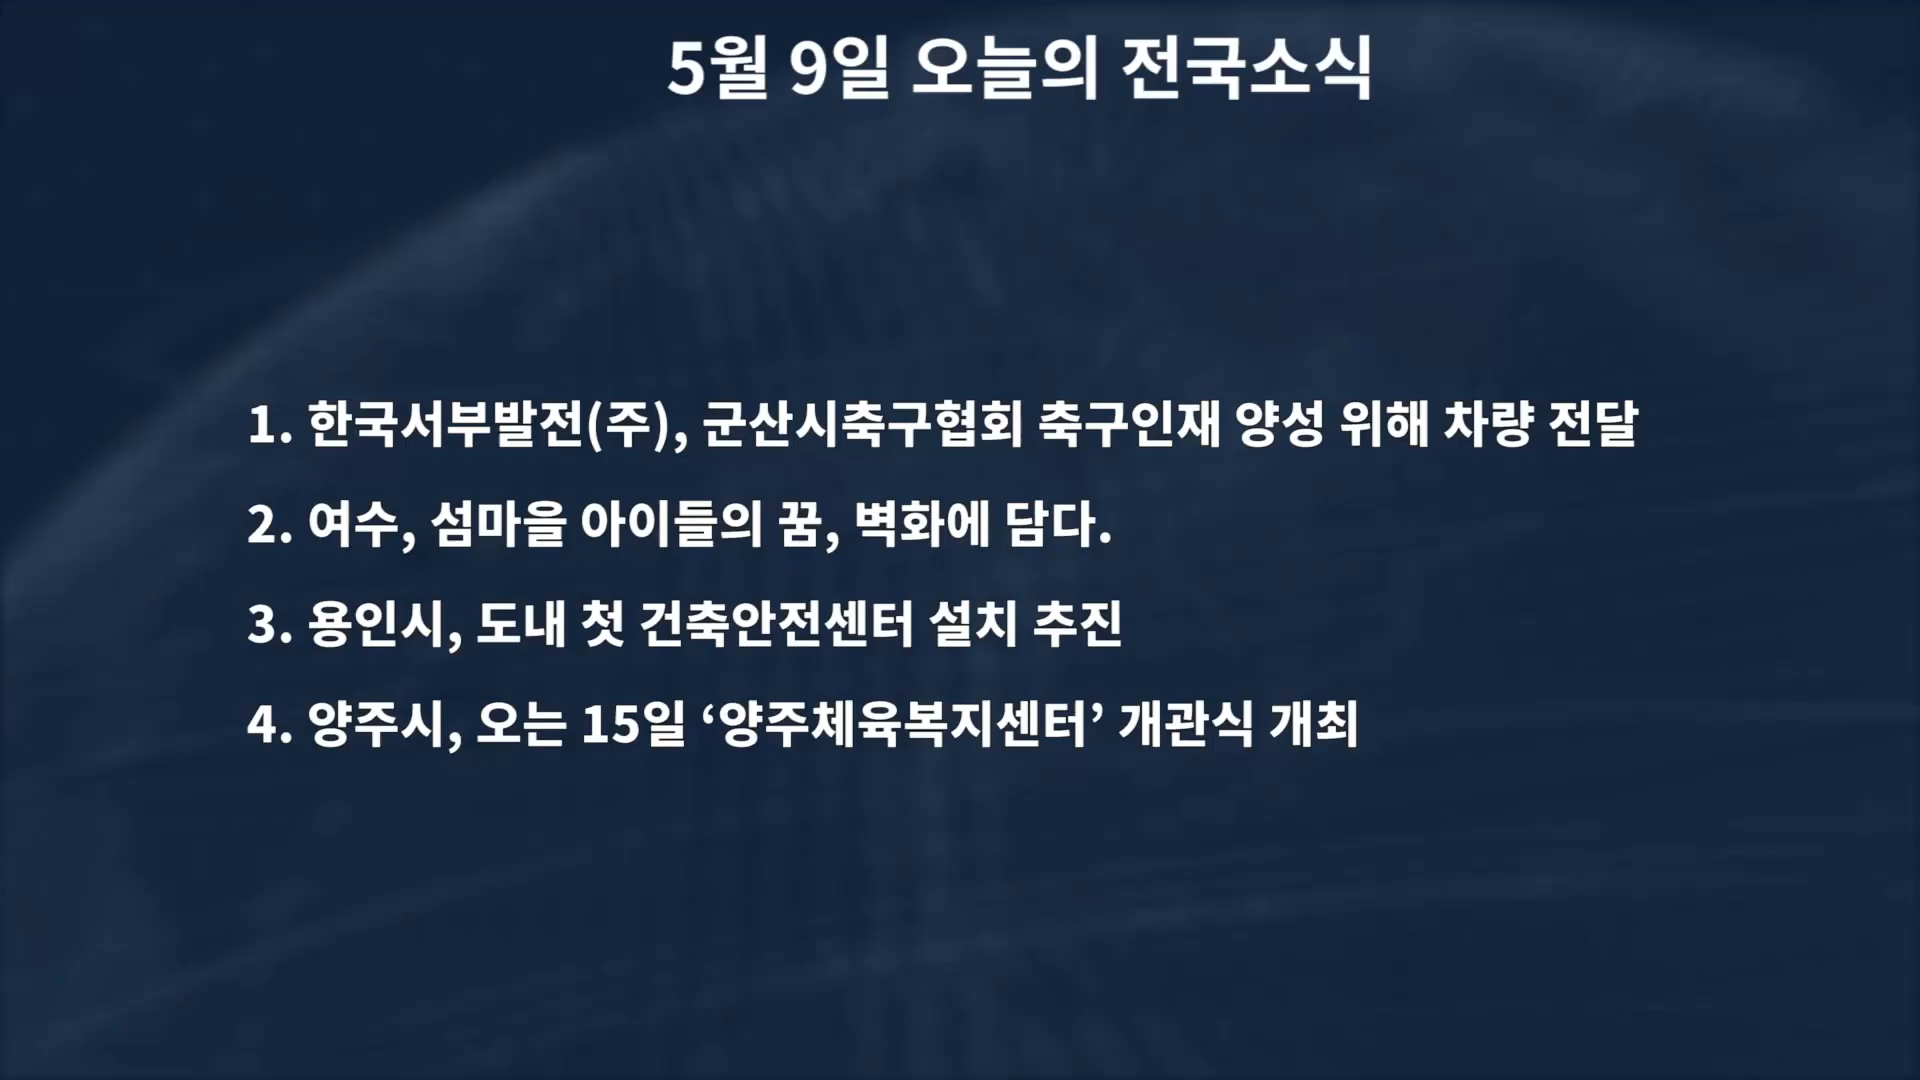 5월 9일 오늘의 전국소식
1. 한국서부발전(주), 군산시축구협회 축구인재 양성 위해 차량 전달
2. 여수, 섬마을 아이들의 꿈, 벽화에 담다.
3. 용인시, 도내 첫 건축안전센터 설치 추진
4. 양주시, 오는 15일 ‘양주체육복지센터’ 개관식 개최